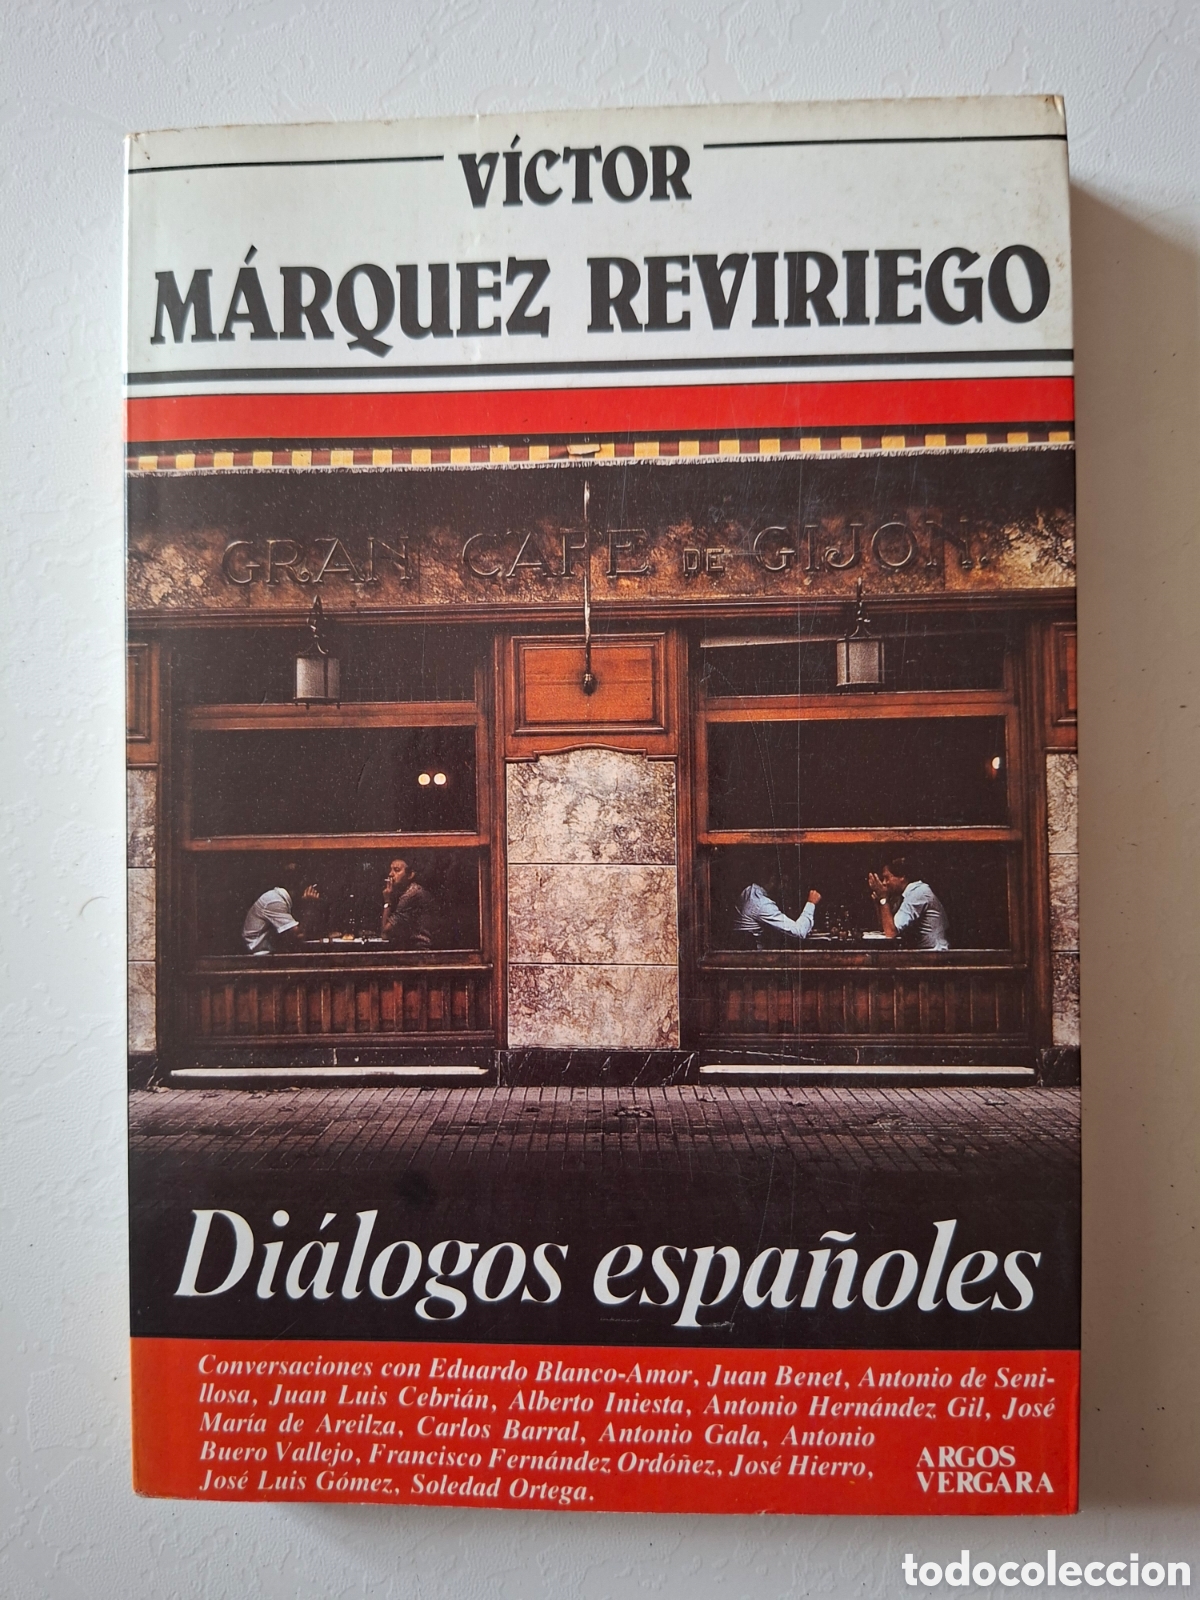 VÍCTOR
MÁRQUEZ REVIRIEGO
GRAN CAFE DE GIJON
Diálogos españoles
Conversaciones con Eduardo Blanco-Amor, Juan Benet, Antonio de Seni-
llosa, Juan Luis Cebrián, Alberto Iniesta, Antonio Hernández Gil, José
María de Areilza, Carlos Barral, Antonio Gala, Antonio
Buero Vallejo, Francisco Fernández Ordóñez, José Hierro,
José Luis Gómez, Soledad Ortega.
ARGOS
VERGARA
todocoleccion